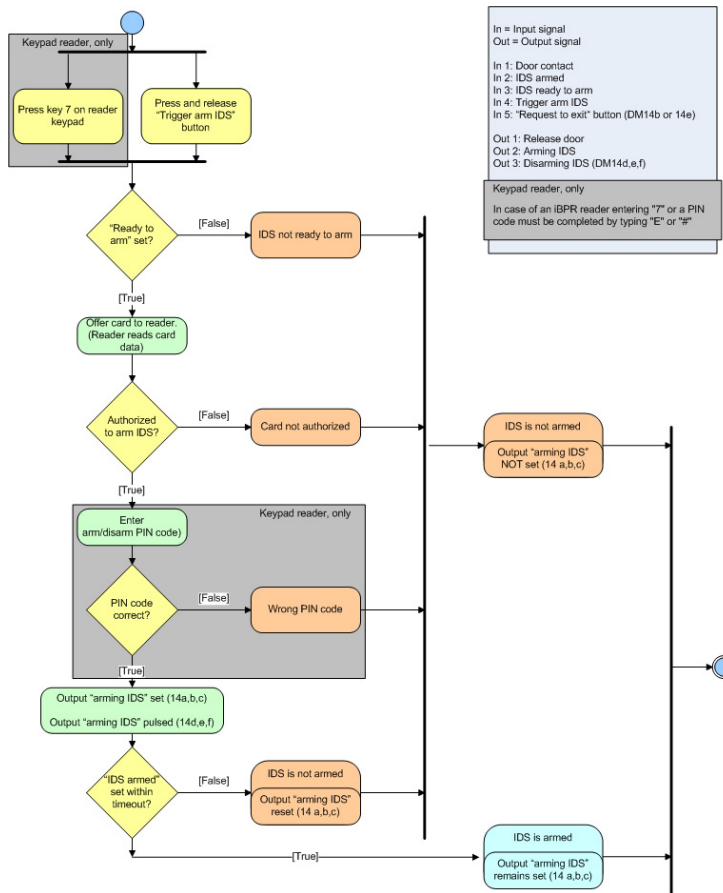 Keypad reader, only
Press key 7 on reader
keypad
Press and release
“Trigger arm IDS”
button
In = Input signal
Out = Output signal
In 1: Door contact
In 2: IDS armed
In 3: IDS ready to arm
In 4: Trigger arm IDS
In 5: “Request to exit” button (DM14b or 14e)
Out 1: Release door
Out 2: Arming IDS
Out 3: Disarming IDS (DM14d,e,f)
Keypad reader, only
In case of an iBPR reader entering "7" or a PIN
code must be completed by typing "E" or "#"
“Ready to
arm” set?
[False]
IDS not ready to arm
[True]
Offer card to reader.
(Reader reads card
data)
Authorized
to arm IDS?
[False]
Card not authorized
[True]
IDS is not armed
Output “arming IDS”
NOT set (14 a,b,c)
Keypad reader, only
Enter
arm/disarm PIN code)
PIN code
correct?
[False]
Wrong PIN code
[True]
Output “arming IDS” set (14a,b,c)
Output “arming IDS” pulsed (14d,e,f)
“IDS armed”
set within
timeout?
[False]
IDS is not armed
Output “arming IDS”
reset (14 a,b,c)
[True]
IDS is armed
Output “arming IDS”
remains set (14 a,b,c)